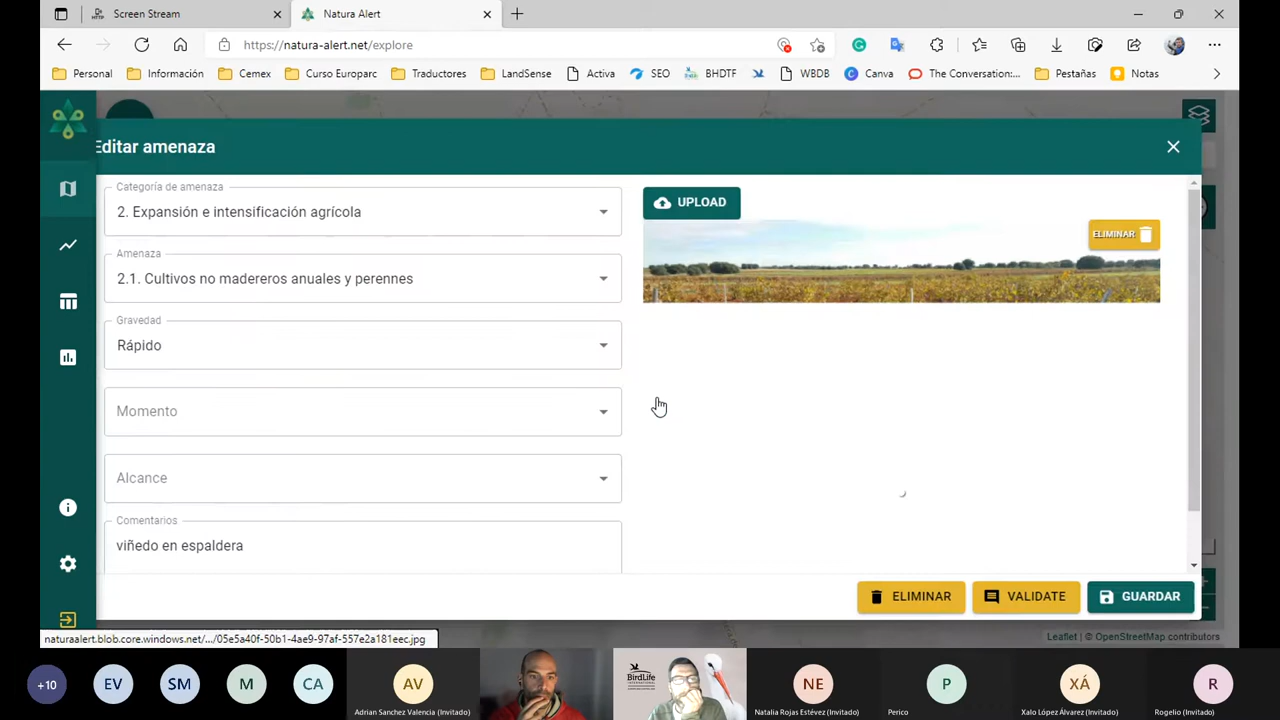 Screen Stream
Natura Alert
https://natura-alert.net/explore
Personal
Información
Cemex
Curso Europarc
Traductores
LandSense
Activa
SEO
BHDTF
WBDB
Canva
The Conversation:...
Pestañas
Notas
Editar amenaza
Categoría de amenaza
2. Expansión e intensificación agrícola
Amenaza
2.1. Cultivos no madereros anuales y perennes
Gravedad
Rápido
Momento
Alcance
Comentarios
viñedo en espaldera
UPLOAD
ELIMINAR
ELIMINAR
VALIDATE
GUARDAR
naturaalert.blob.core.windows.net/.../05e5a40f-50b1-4ae9-97af-557e2a181eec.jpg
Leaflet | © OpenStreetMap contributors
+10
EV
SM
M
CA
AV
Adrian Sanchez Valencia (Invitado)
BirdLife
INTERNATIONAL
NE
Natalia Rojas Estévez (Invitado)
P
Perico
XÁ
Xalo López Álvarez (Invitado)
R
Rogelio (Invitado)